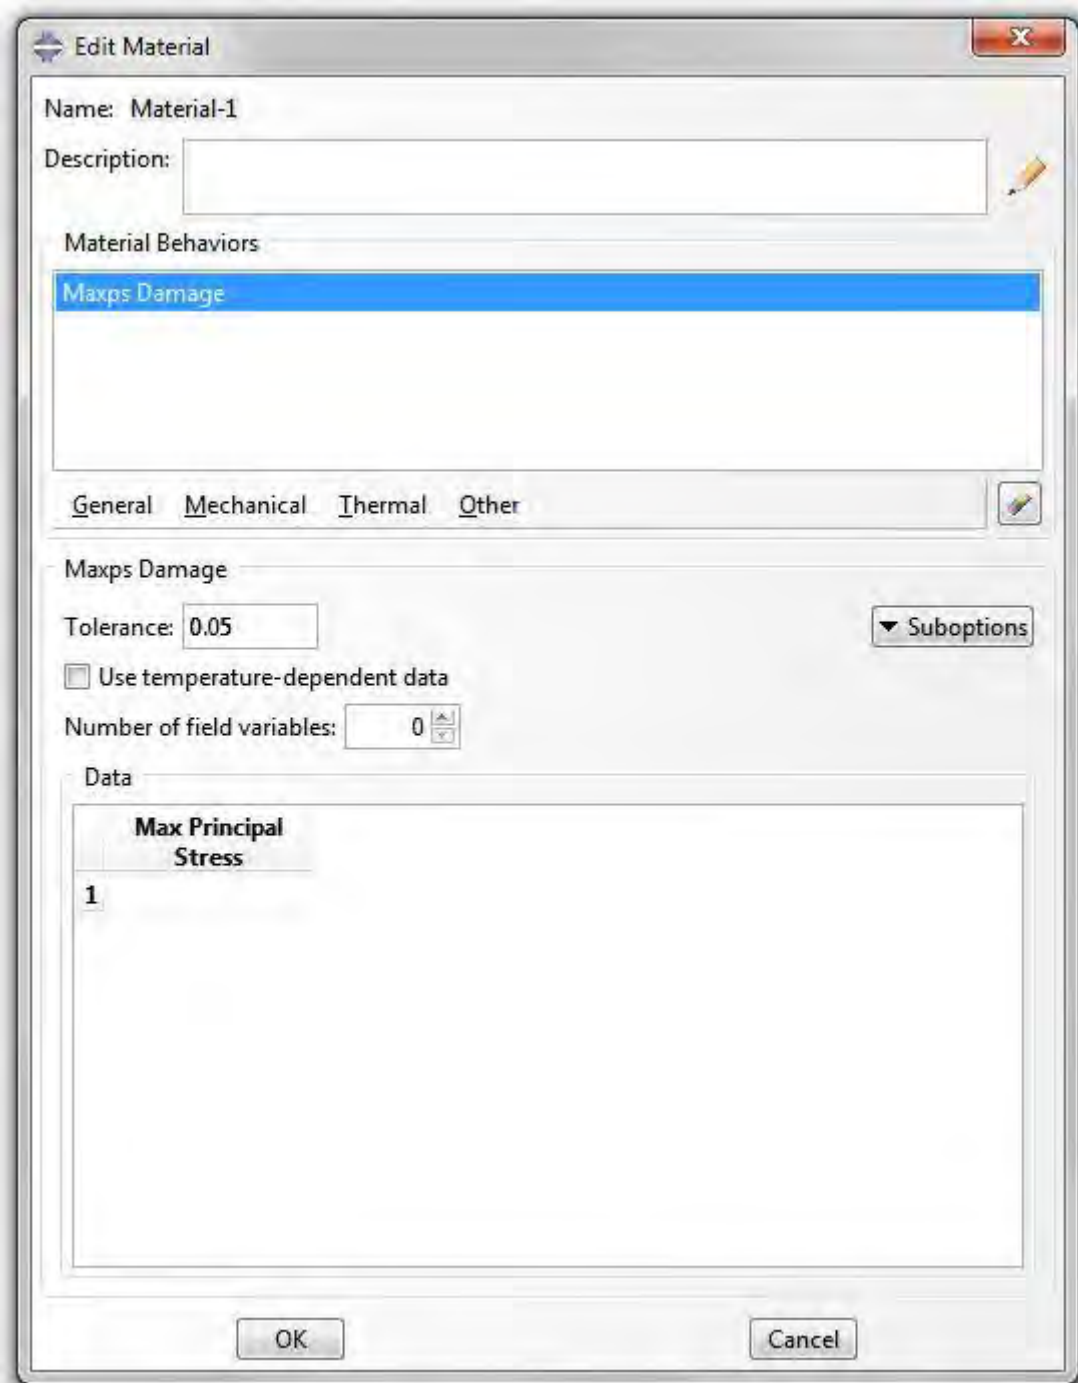 Edit Material
Name: Material-1
Description:
Material Behaviors
Maxps Damage
General Mechanical Thermal Other
Maxps Damage
Tolerance: 0.05
Suboptions
Use temperature-dependent data
Number of field variables: 0
Data
Max Principal
Stress
1
OK Cancel